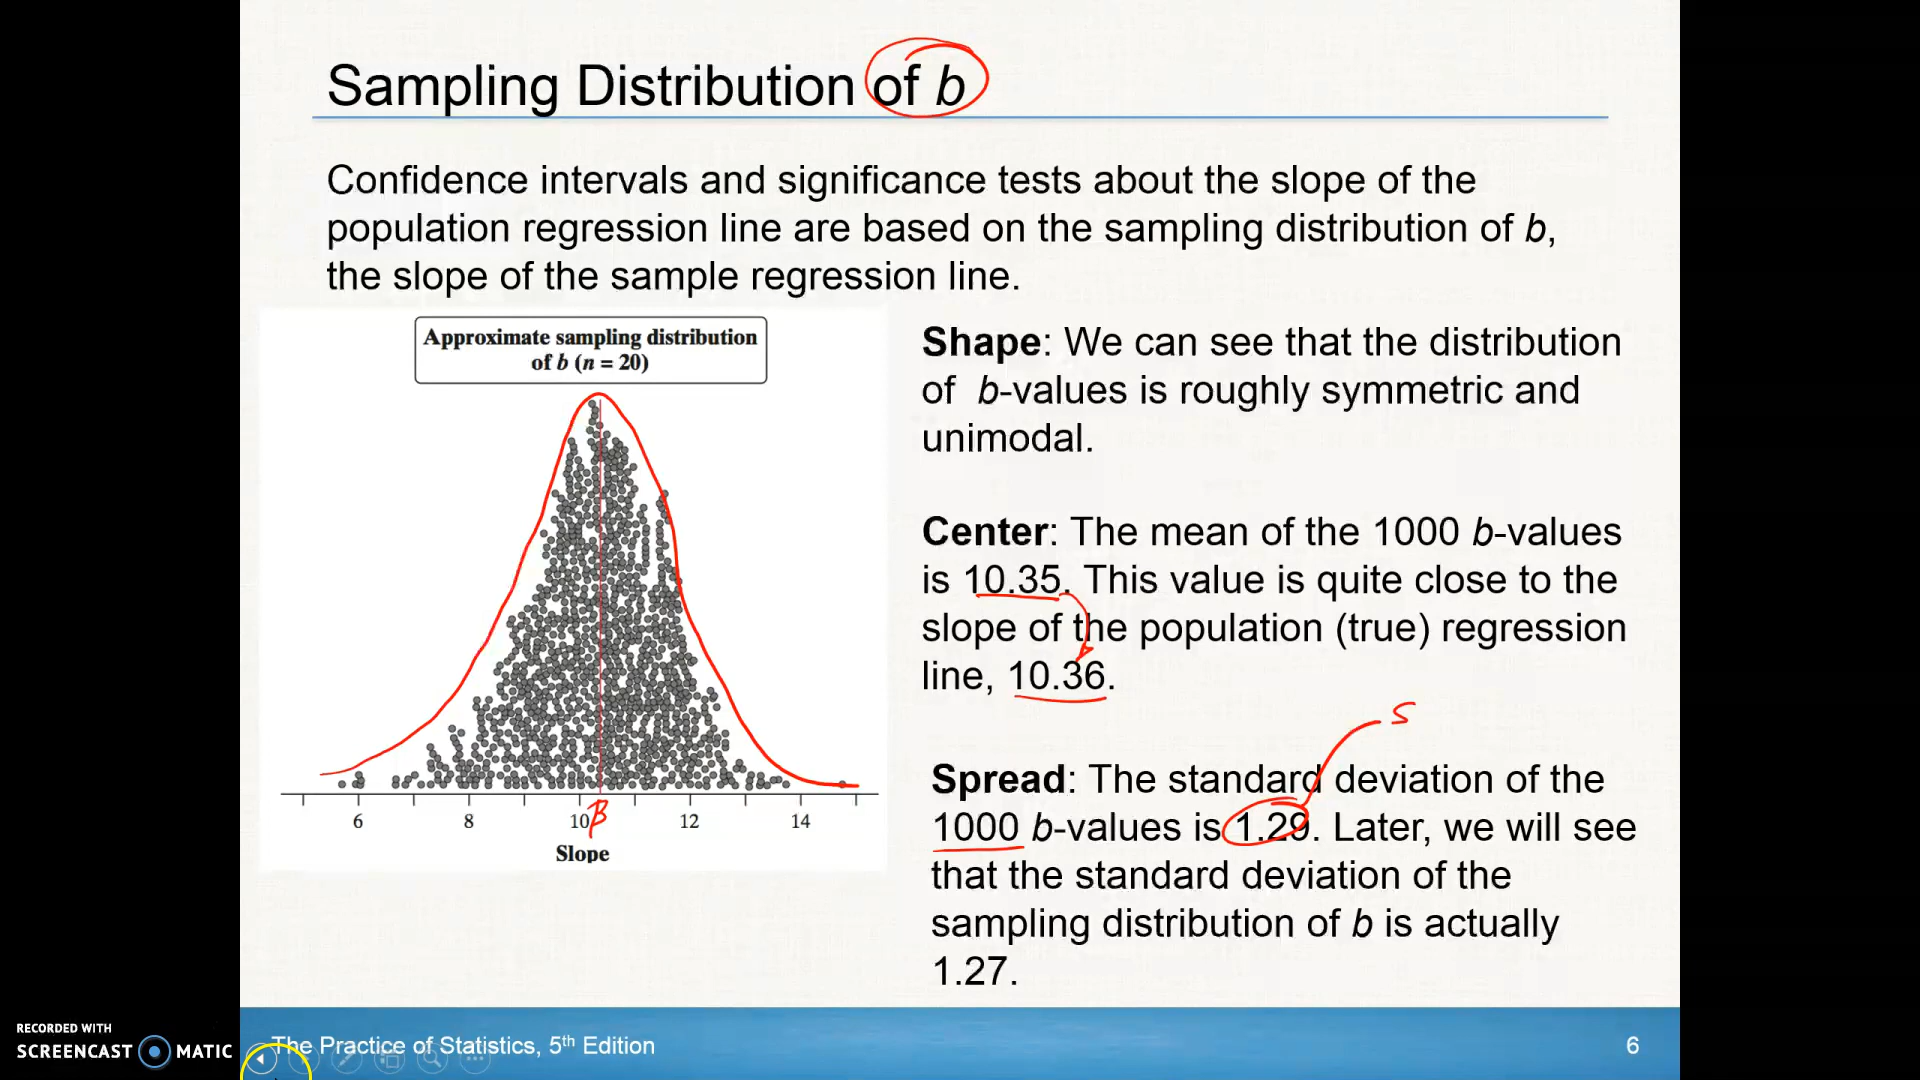 Sampling Distribution of b
Confidence intervals and significance tests about the slope of the
population regression line are based on the sampling distribution of b,
the slope of the sample regression line.
Approximate sampling distribution
of b (n = 20)
6 8 10 12 14
β
Slope
Shape: We can see that the distribution
of b-values is roughly symmetric and
unimodal.
Center: The mean of the 1000 b-values
is 10.35. This value is quite close to the
slope of the population (true) regression
line, 10.36.
s
Spread: The standard deviation of the
1000 b-values is 1.29. Later, we will see
that the standard deviation of the
sampling distribution of b is actually
1.27.
RECORDED WITH
SCREENCAST MATIC
The Practice of Statistics, 5th Edition
6